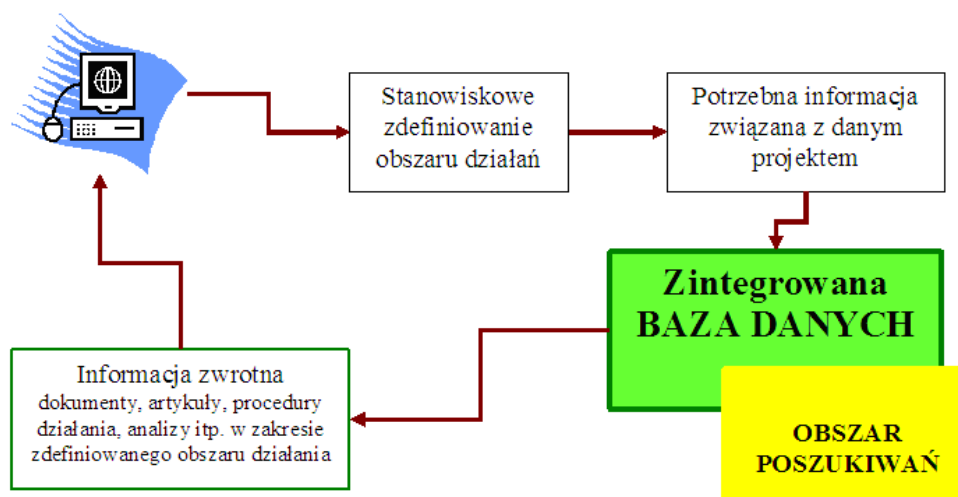 Stanowiskowe
zdefiniowanie
obszaru działań
Potrzebna informacja
związana z danym
projektem
Zintegrowana
BAZA DANYCH
OBSZAR
POSZUKIWAŃ
Informacja zwrotna
dokumenty, artykuły, procedury
działania, analizy itp. w zakresie
zdefiniowanego obszaru działania